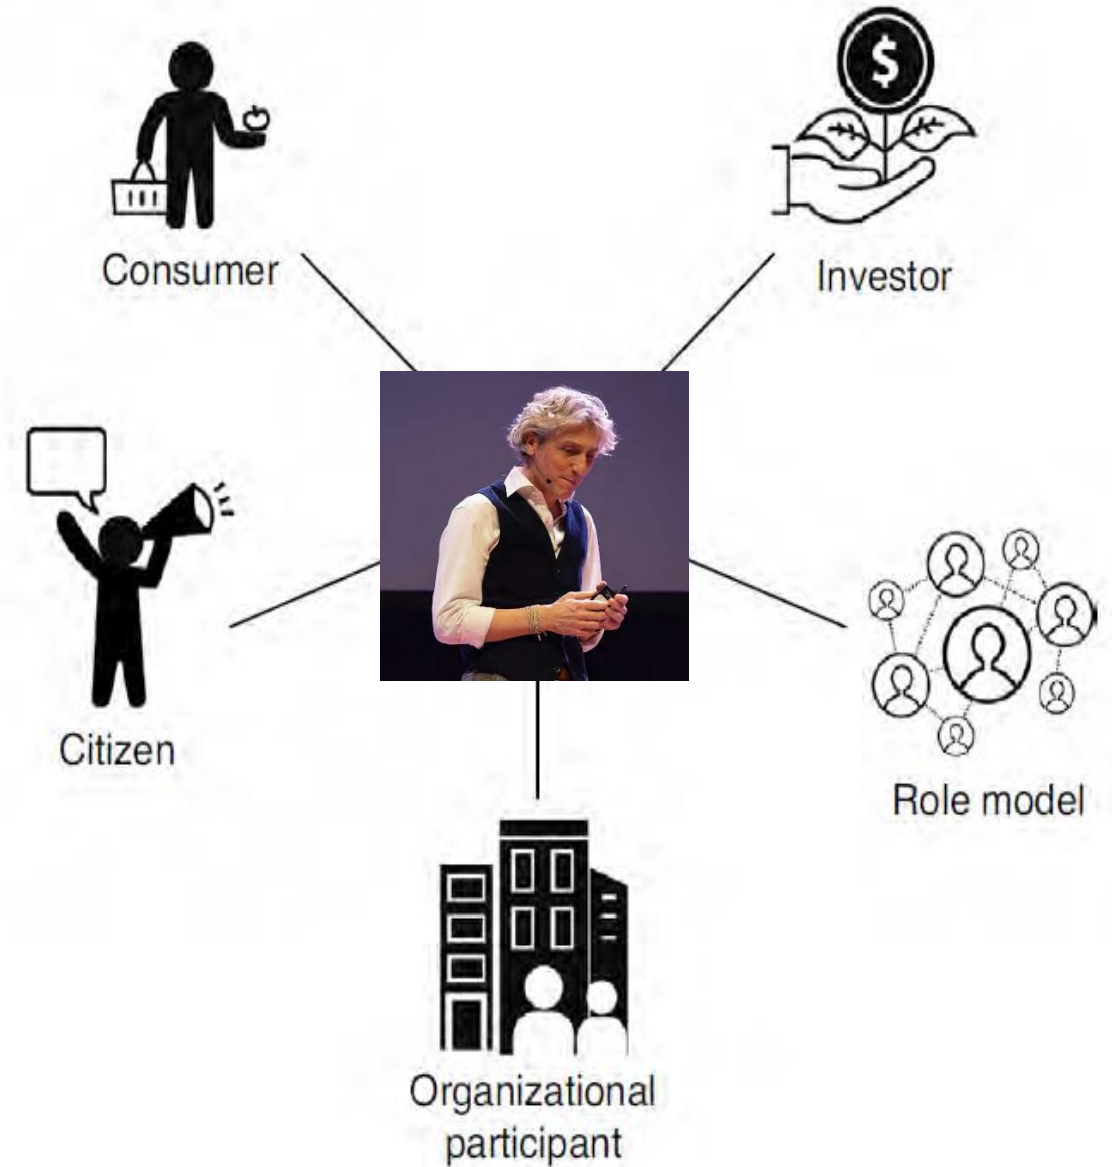 Consumer
Investor
Citizen
Role model
Organizational
participant